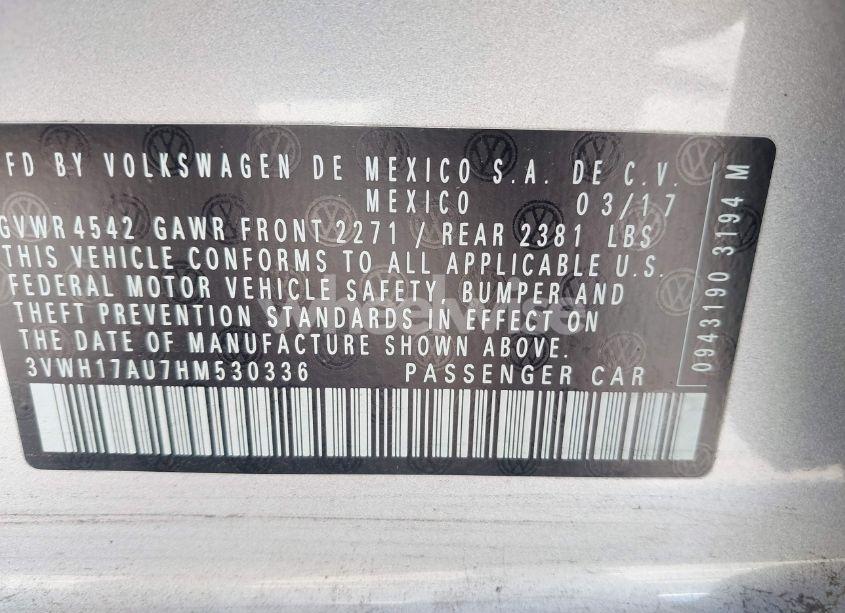 FD BY VOLKSWAGEN DE MEXICO S.A. DE C.V.
MEXICO 03/17
GVWR 4542 GAWR FRONT 2271 / REAR 2381 LBS
THIS VEHICLE CONFORMS TO ALL APPLICABLE U.S.
FEDERAL MOTOR VEHICLE SAFETY, BUMPER AND
THEFT PREVENTION STANDARDS IN EFFECT ON
THE DATE OF MANUFACTURE SHOWN ABOVE.
3VWH17AU7HM530336 PASSENGER CAR
0943190 3194 M